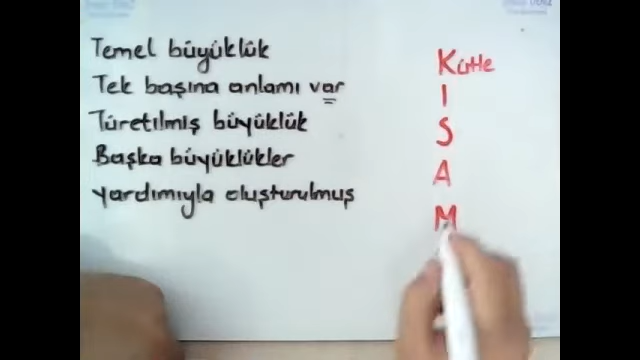 Temel büyüklük
Tek başına anlamı var
Türetilmiş büyüklük
Başka büyüklükler
yardımıyla oluşturulmuş
Kütle
I
S
A
M